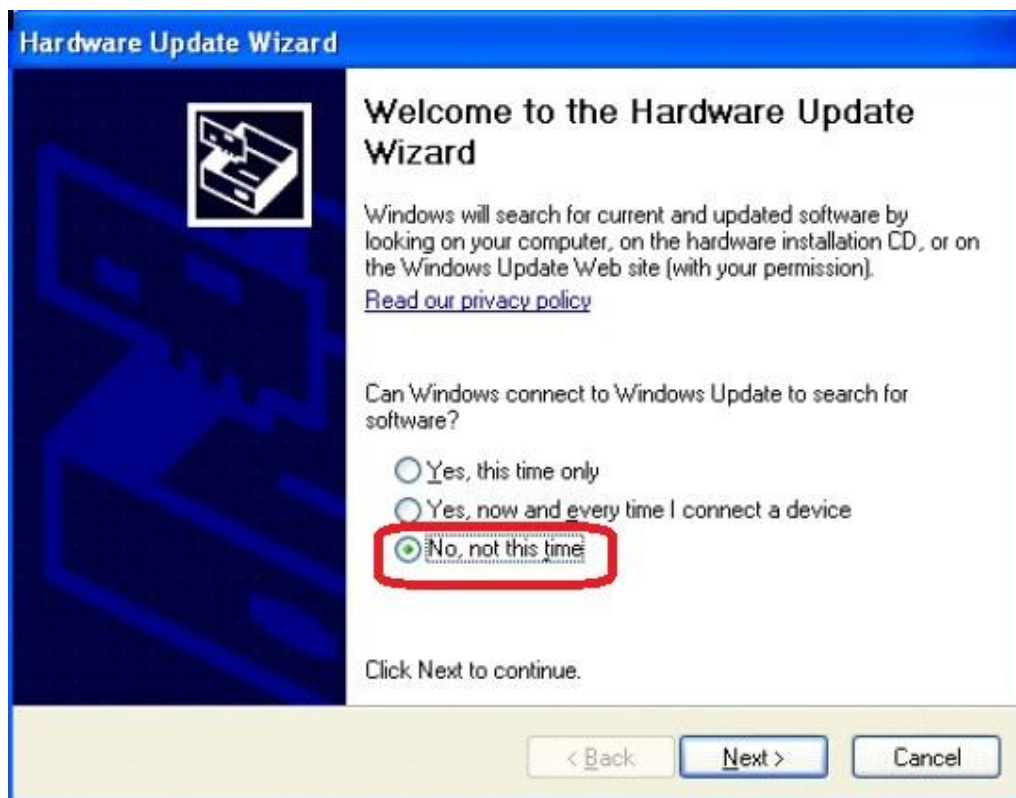 Hardware Update Wizard
Welcome to the Hardware Update
Wizard
Windows will search for current and updated software by
looking on your computer, on the hardware installation CD, or on
the Windows Update Web site (with your permission).
Read our privacy policy
Can Windows connect to Windows Update to search for
software?
Yes, this time only
Yes, now and every time I connect a device
No, not this time
Click Next to continue.
< Back
Next >
Cancel